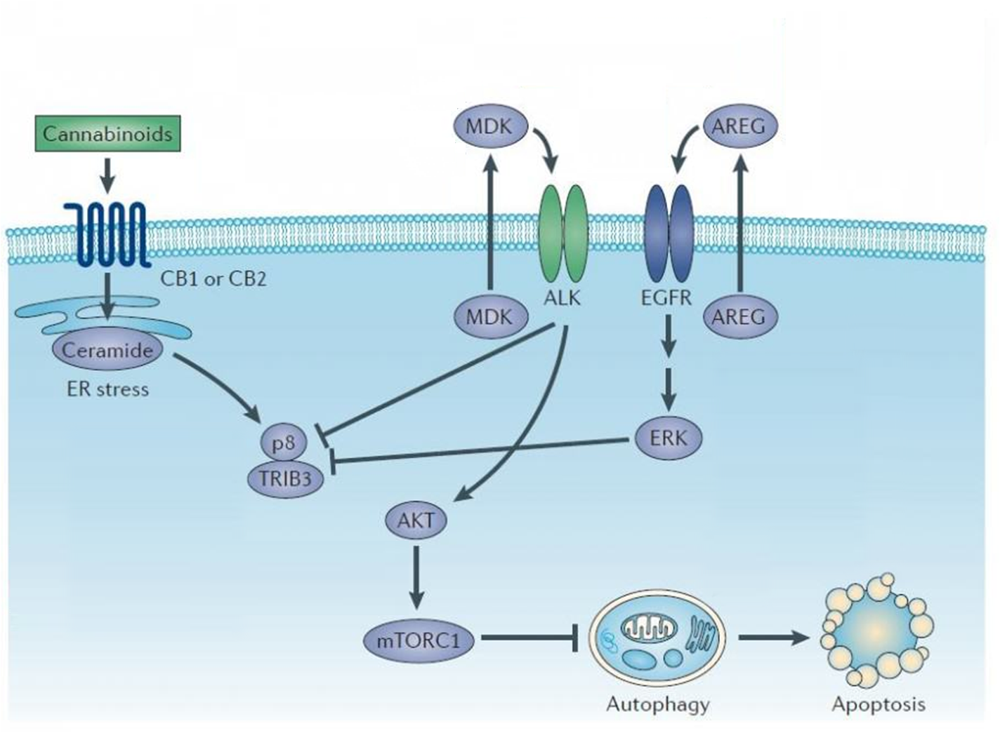 MDK
AREG
Cannabinoids
CB1 or CB2
ALK
EGFR
MDK
AREG
Ceramide
ER stress
p8
ERK
TRIB3
AKT
mTORC1
Autophagy
Apoptosis